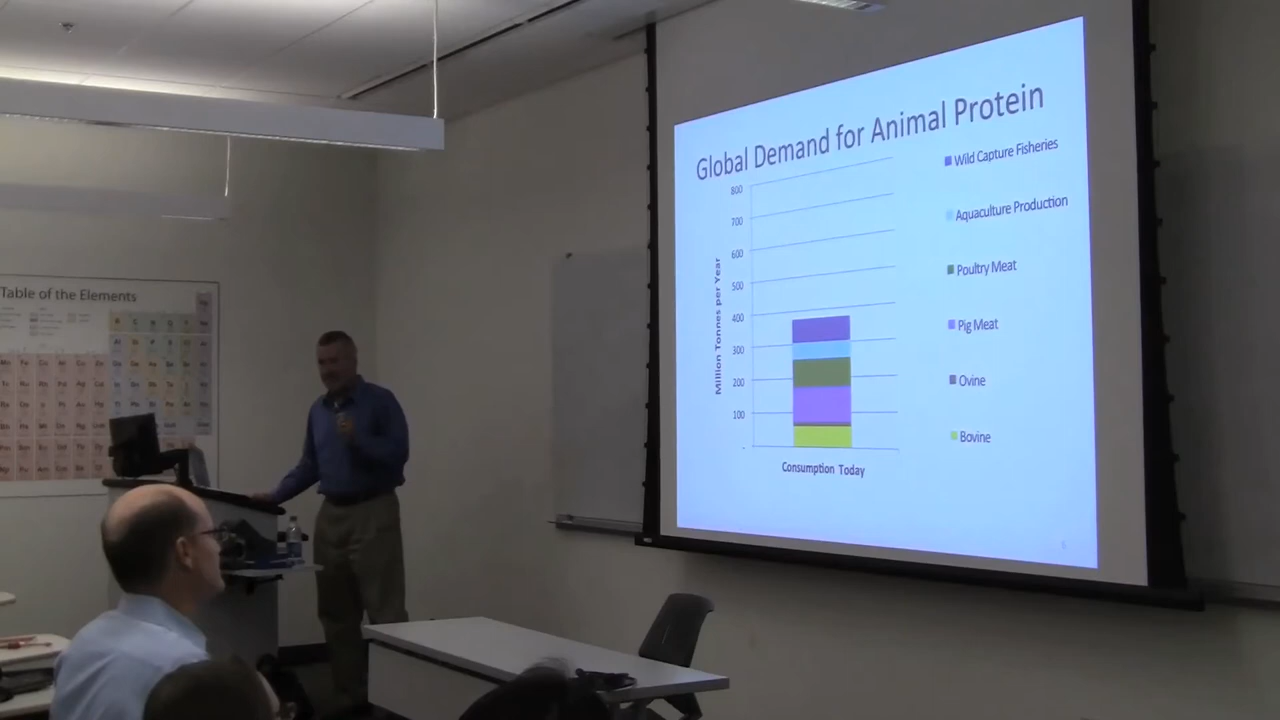 Global Demand for Animal Protein
800
700
600
500
400
300
200
100
-
Million Tonnes per Year
Consumption Today
Wild Capture Fisheries
Aquaculture Production
Poultry Meat
Pig Meat
Ovine
Bovine
Table of the Elements